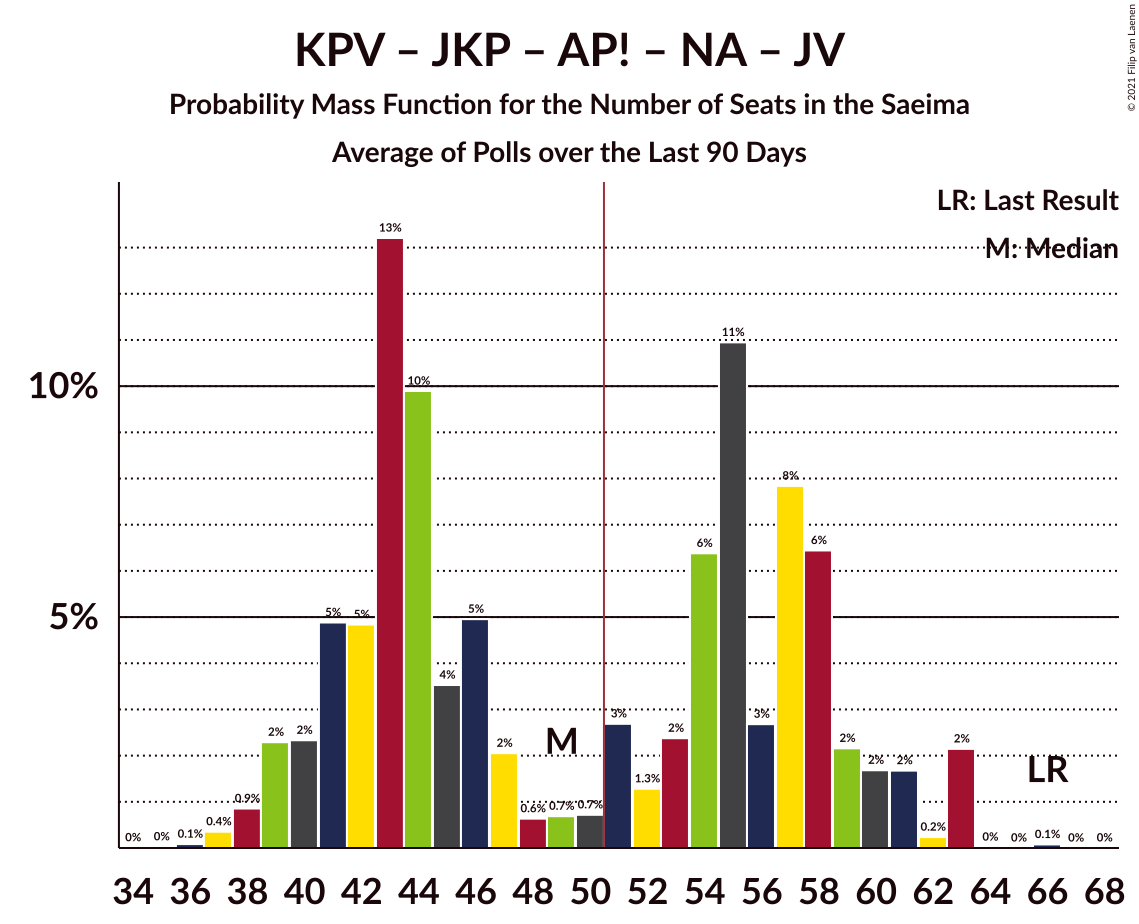 KPV – JKP – AP! – NA – JV
Probability Mass Function for the Number of Seats in the Saeima
Average of Polls over the Last 90 Days
© 2021 Filip van Laenen
LR: Last Result
M: Median
10%
5%
0% 0% 0.1% 0.4% 0.9% 2% 2% 5% 5% 13% 10% 4% 5% 2% 0.6% 0.7% 0.7% 3% 1.3% 2% 6% 11% 3% 8% 6% 2% 2% 2% 0.2% 2% 0% 0% 0.1% 0% 0%
M
LR
34 36 38 40 42 44 46 48 50 52 54 56 58 60 62 64 66 68